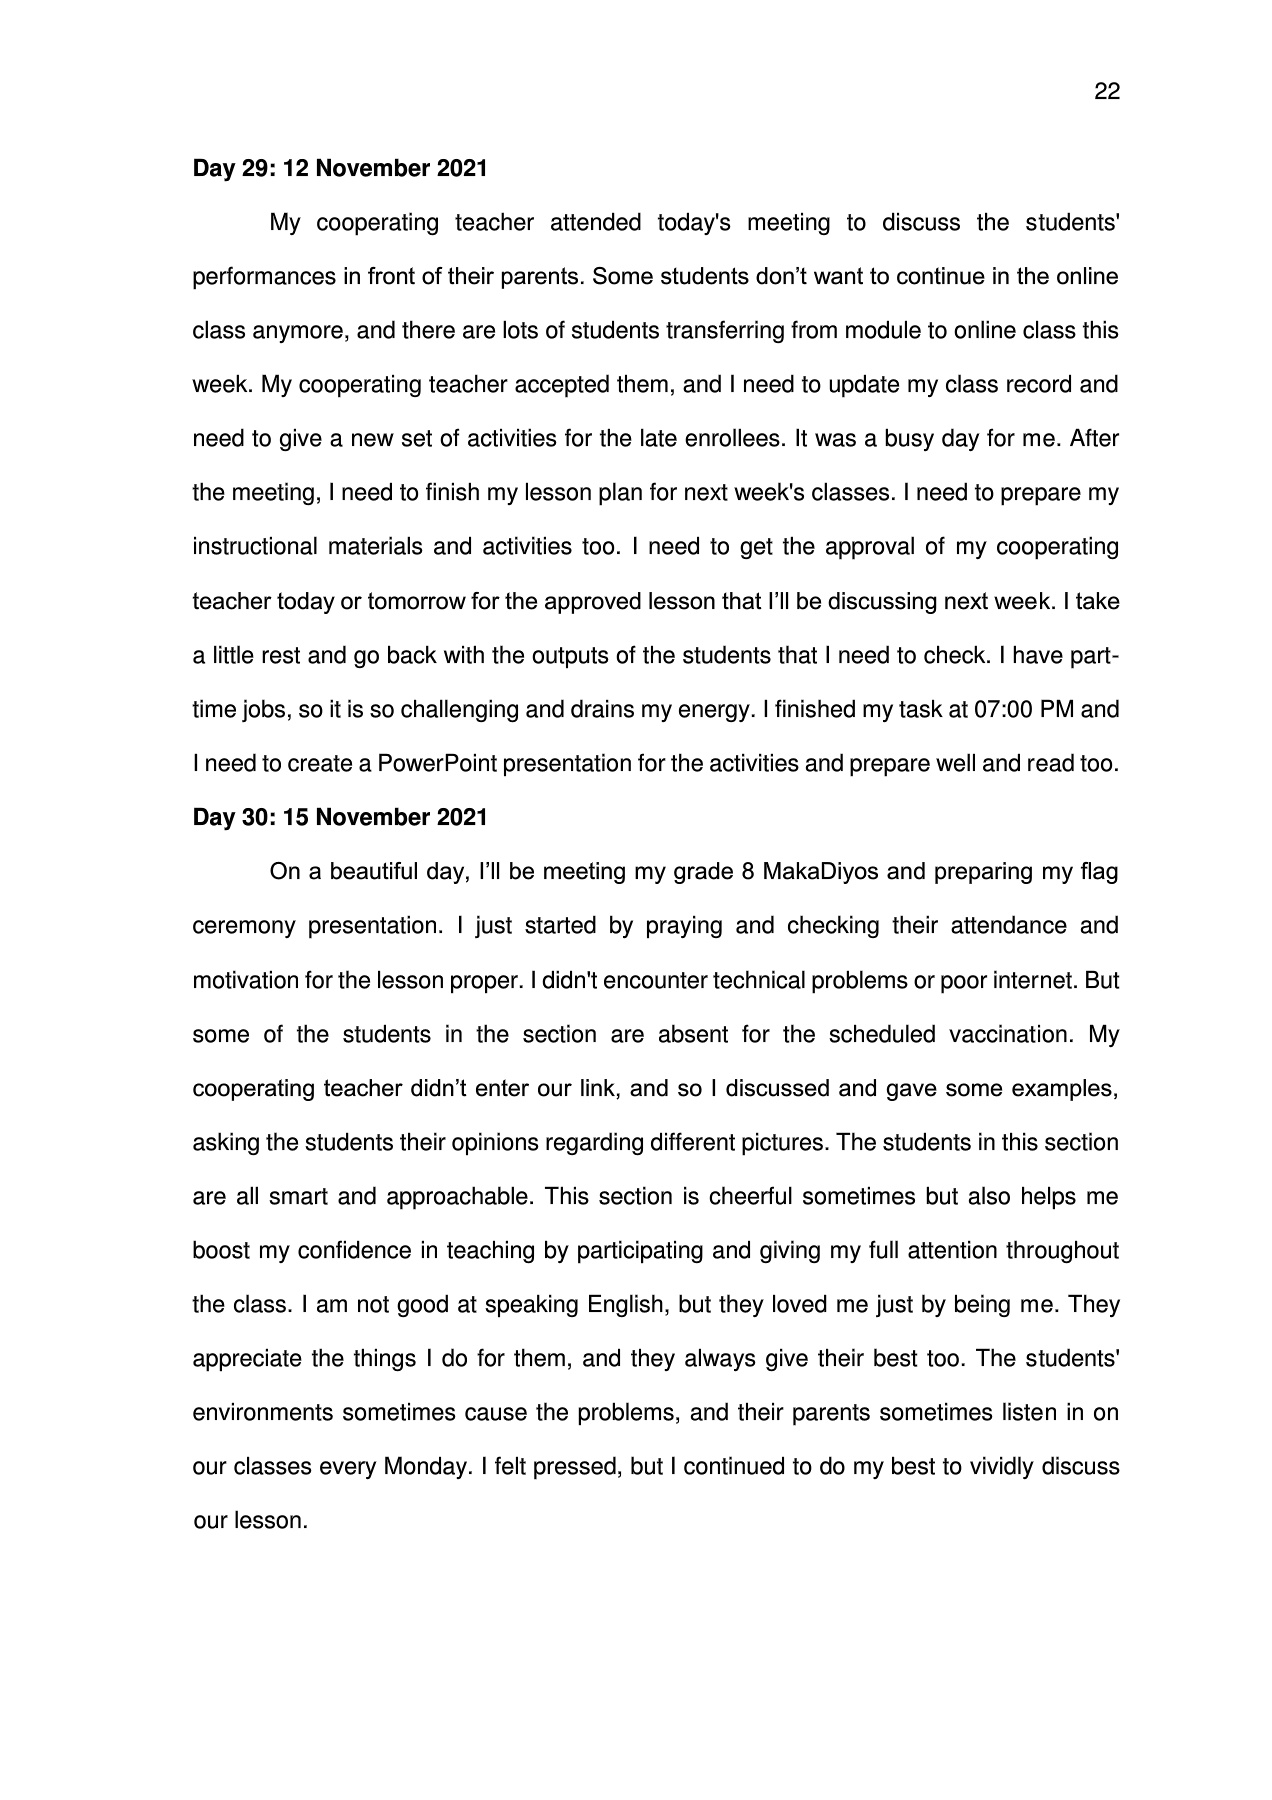 22
Day 29: 12 November 2021
My cooperating teacher attended today's meeting to discuss the students'
performances in front of their parents. Some students don’t want to continue in the online
class anymore, and there are lots of students transferring from module to online class this
week. My cooperating teacher accepted them, and I need to update my class record and
need to give a new set of activities for the late enrollees. It was a busy day for me. After
the meeting, I need to finish my lesson plan for next week's classes. I need to prepare my
instructional materials and activities too. I need to get the approval of my cooperating
teacher today or tomorrow for the approved lesson that I’ll be discussing next week. I take
a little rest and go back with the outputs of the students that I need to check. I have part-
time jobs, so it is so challenging and drains my energy. I finished my task at 07:00 PM and
I need to create a PowerPoint presentation for the activities and prepare well and read too.
Day 30: 15 November 2021
On a beautiful day, I’ll be meeting my grade 8 MakaDiyos and preparing my flag
ceremony presentation. I just started by praying and checking their attendance and
motivation for the lesson proper. I didn't encounter technical problems or poor internet. But
some of the students in the section are absent for the scheduled vaccination. My
cooperating teacher didn’t enter our link, and so I discussed and gave some examples,
asking the students their opinions regarding different pictures. The students in this section
are all smart and approachable. This section is cheerful sometimes but also helps me
boost my confidence in teaching by participating and giving my full attention throughout
the class. I am not good at speaking English, but they loved me just by being me. They
appreciate the things I do for them, and they always give their best too. The students'
environments sometimes cause the problems, and their parents sometimes listen in on
our classes every Monday. I felt pressed, but I continued to do my best to vividly discuss
our lesson.